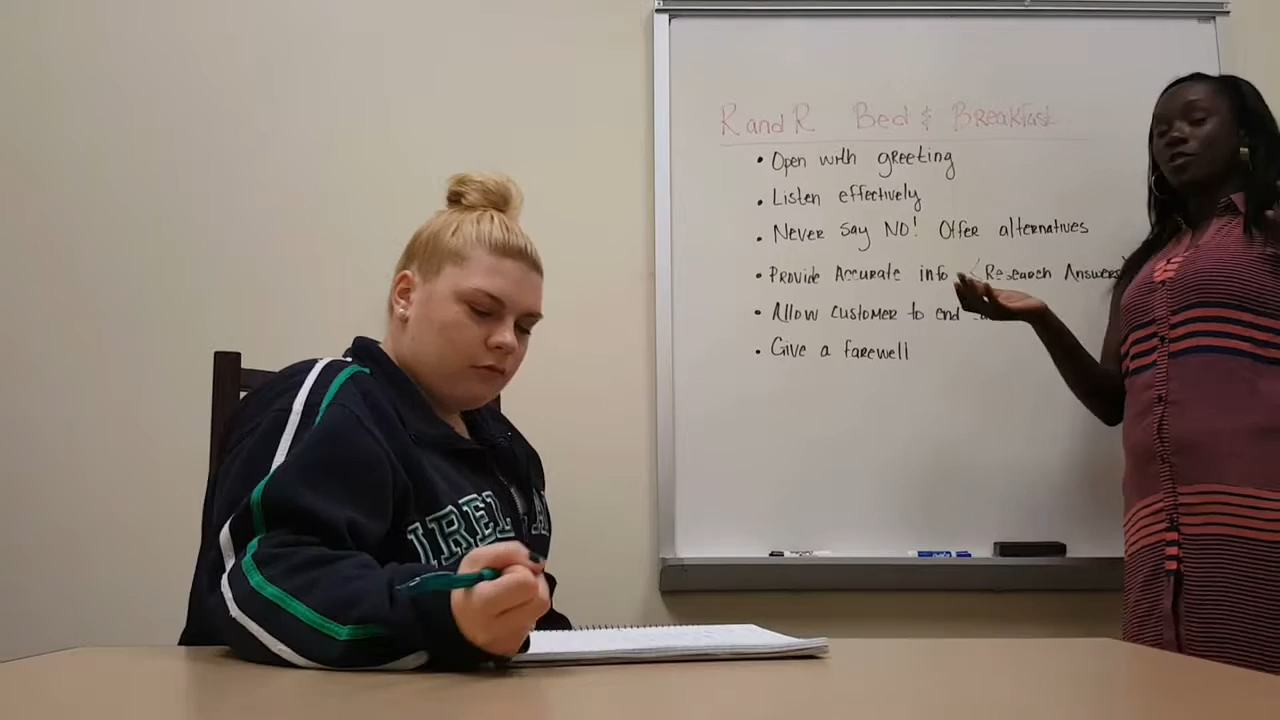 R and R Bed & Breakfast
• Open with greeting
• Listen effectively
• Never say NO! Offer alternatives
• Provide Accurate info <Research Answers>
• Allow customer to end
• Give a farewell